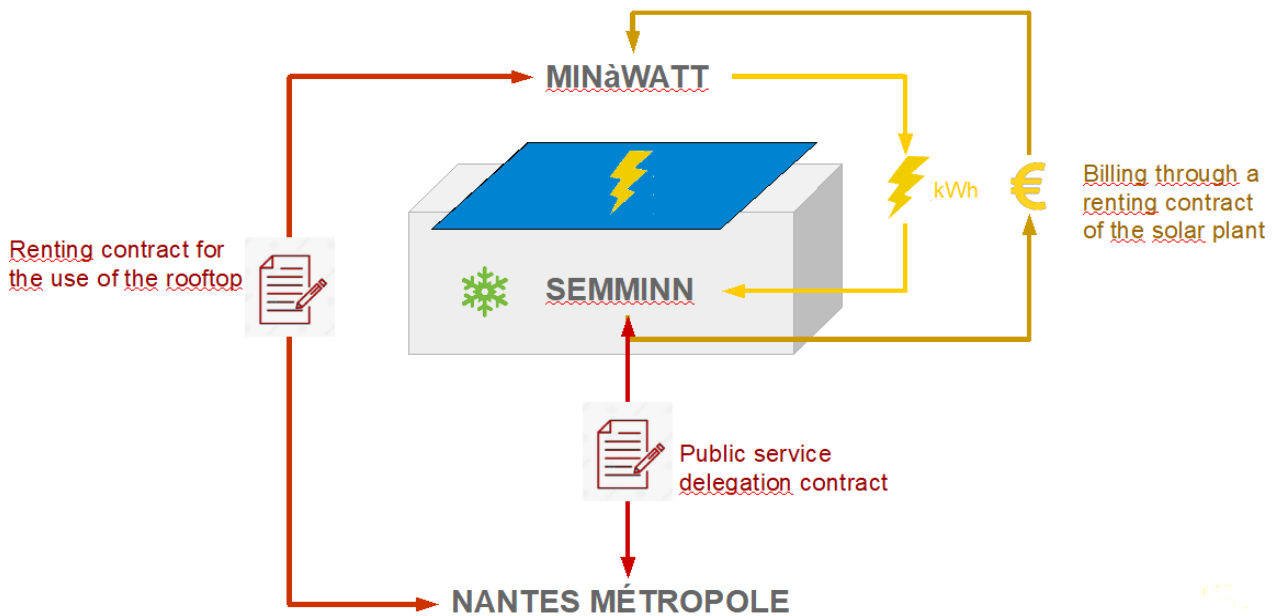 MINàWATT
kWh
€
Billing through a
renting contract
of the solar plant
Renting contract for
the use of the rooftop
SEMMINN
Public service
delegation contract
NANTES MÉTROPOLE